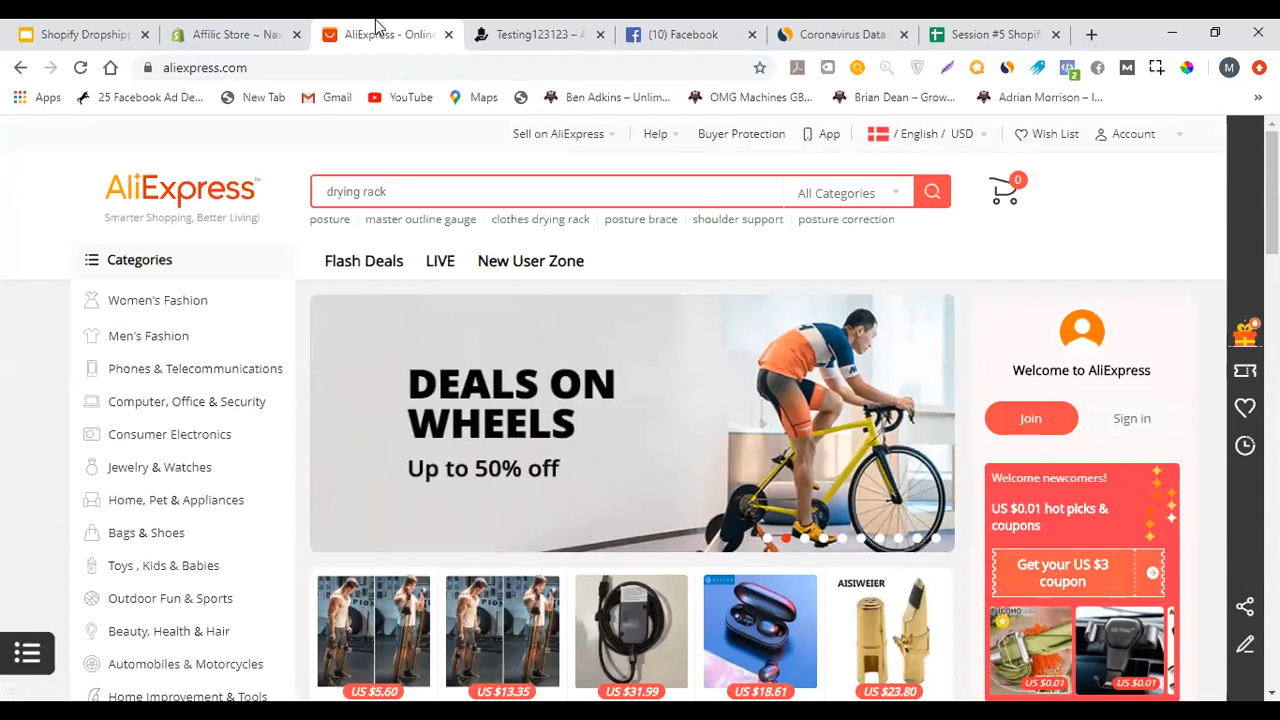 Shopify Dropshipp
Affilic Store ~ Nav
AliExpress - Online
Testing123123 – A
(10) Facebook
Coronavirus Data
Session #5 Shopif
aliexpress.com
2
M
Apps
25 Facebook Ad De...
New Tab
Gmail
YouTube
Maps
Ben Adkins – Unlim...
OMG Machines GB...
Brian Dean – Grow...
Adrian Morrison – I...
Sell on AliExpress
Help
Buyer Protection
App
/ English / USD
Wish List
Account
AliExpress™
Smarter Shopping, Better Living!
drying rack
All Categories
0
posture
master outline gauge
clothes drying rack
posture brace
shoulder support
posture correction
Categories
Flash Deals
LIVE
New User Zone
Women's Fashion
Men's Fashion
Phones & Telecommunications
Computer, Office & Security
Consumer Electronics
Jewelry & Watches
Home, Pet & Appliances
Bags & Shoes
Toys , Kids & Babies
Outdoor Fun & Sports
Beauty, Health & Hair
Automobiles & Motorcycle
Home Improvement & Tools
DEALS ON
WHEELS
Up to 50% off
Welcome to AliExpress
Join
Sign in
Welcome newcomers!
US $0.01 hot picks &
coupons
Get your US $3
coupon
US $0.01
US $0.01
AISIWEIER
US $5.60
US $13.35
US $31.99
US $18.61
US $23.80